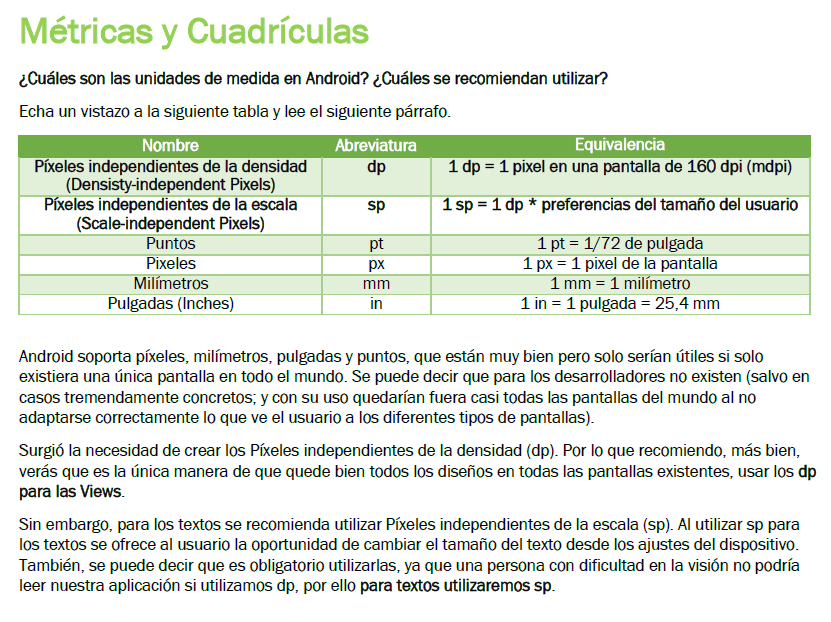 Métricas y Cuadrículas
¿Cuáles son las unidades de medida en Android? ¿Cuáles se recomiendan utilizar?
Echa un vistazo a la siguiente tabla y lee el siguiente párrafo.
Nombre Abreviatura Equivalencia
Píxeles independientes de la densidad dp 1 dp = 1 pixel en una pantalla de 160 dpi (mdpi)
(Densisty-independent Pixels)
Píxeles independientes de la escala sp 1 sp = 1 dp * preferencias del tamaño del usuario
(Scale-independent Pixels)
Puntos pt 1 pt = 1/72 de pulgada
Pixeles px 1 px = 1 pixel de la pantalla
Milímetros mm 1 mm = 1 milímetro
Pulgadas (Inches) in 1 in = 1 pulgada = 25,4 mm
Android soporta píxeles, milímetros, pulgadas y puntos, que están muy bien pero solo serían útiles si solo
existiera una única pantalla en todo el mundo. Se puede decir que para los desarrolladores no existen (salvo en
casos tremendamente concretos; y con su uso quedarían fuera casi todas las pantallas del mundo al no
adaptarse correctamente lo que ve el usuario a los diferentes tipos de pantallas).
Surgió la necesidad de crear los Píxeles independientes de la densidad (dp). Por lo que recomiendo, más bien,
verás que es la única manera de que quede bien todos los diseños en todas las pantallas existentes, usar los dp
para las Views.
Sin embargo, para los textos se recomienda utilizar Píxeles independientes de la escala (sp). Al utilizar sp para
los textos se ofrece al usuario la oportunidad de cambiar el tamaño del texto desde los ajustes del dispositivo.
También, se puede decir que es obligatorio utilizarlas, ya que una persona con dificultad en la visión no podría
leer nuestra aplicación si utilizamos dp, por ello para textos utilizaremos sp.